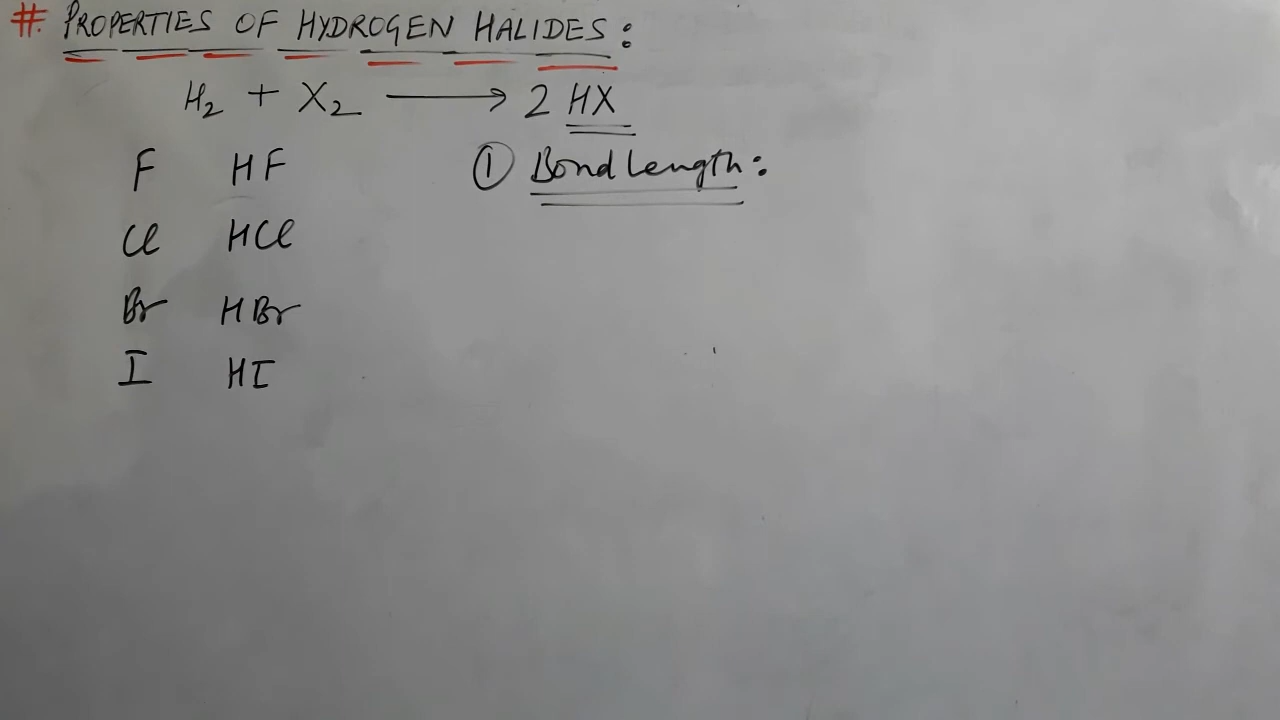 # PROPERTIES OF HYDROGEN HALIDES:
H₂ + X₂ ⟶ 2 HX
F HF ① Bond length:
Cl HCl
Br HBr
I HI